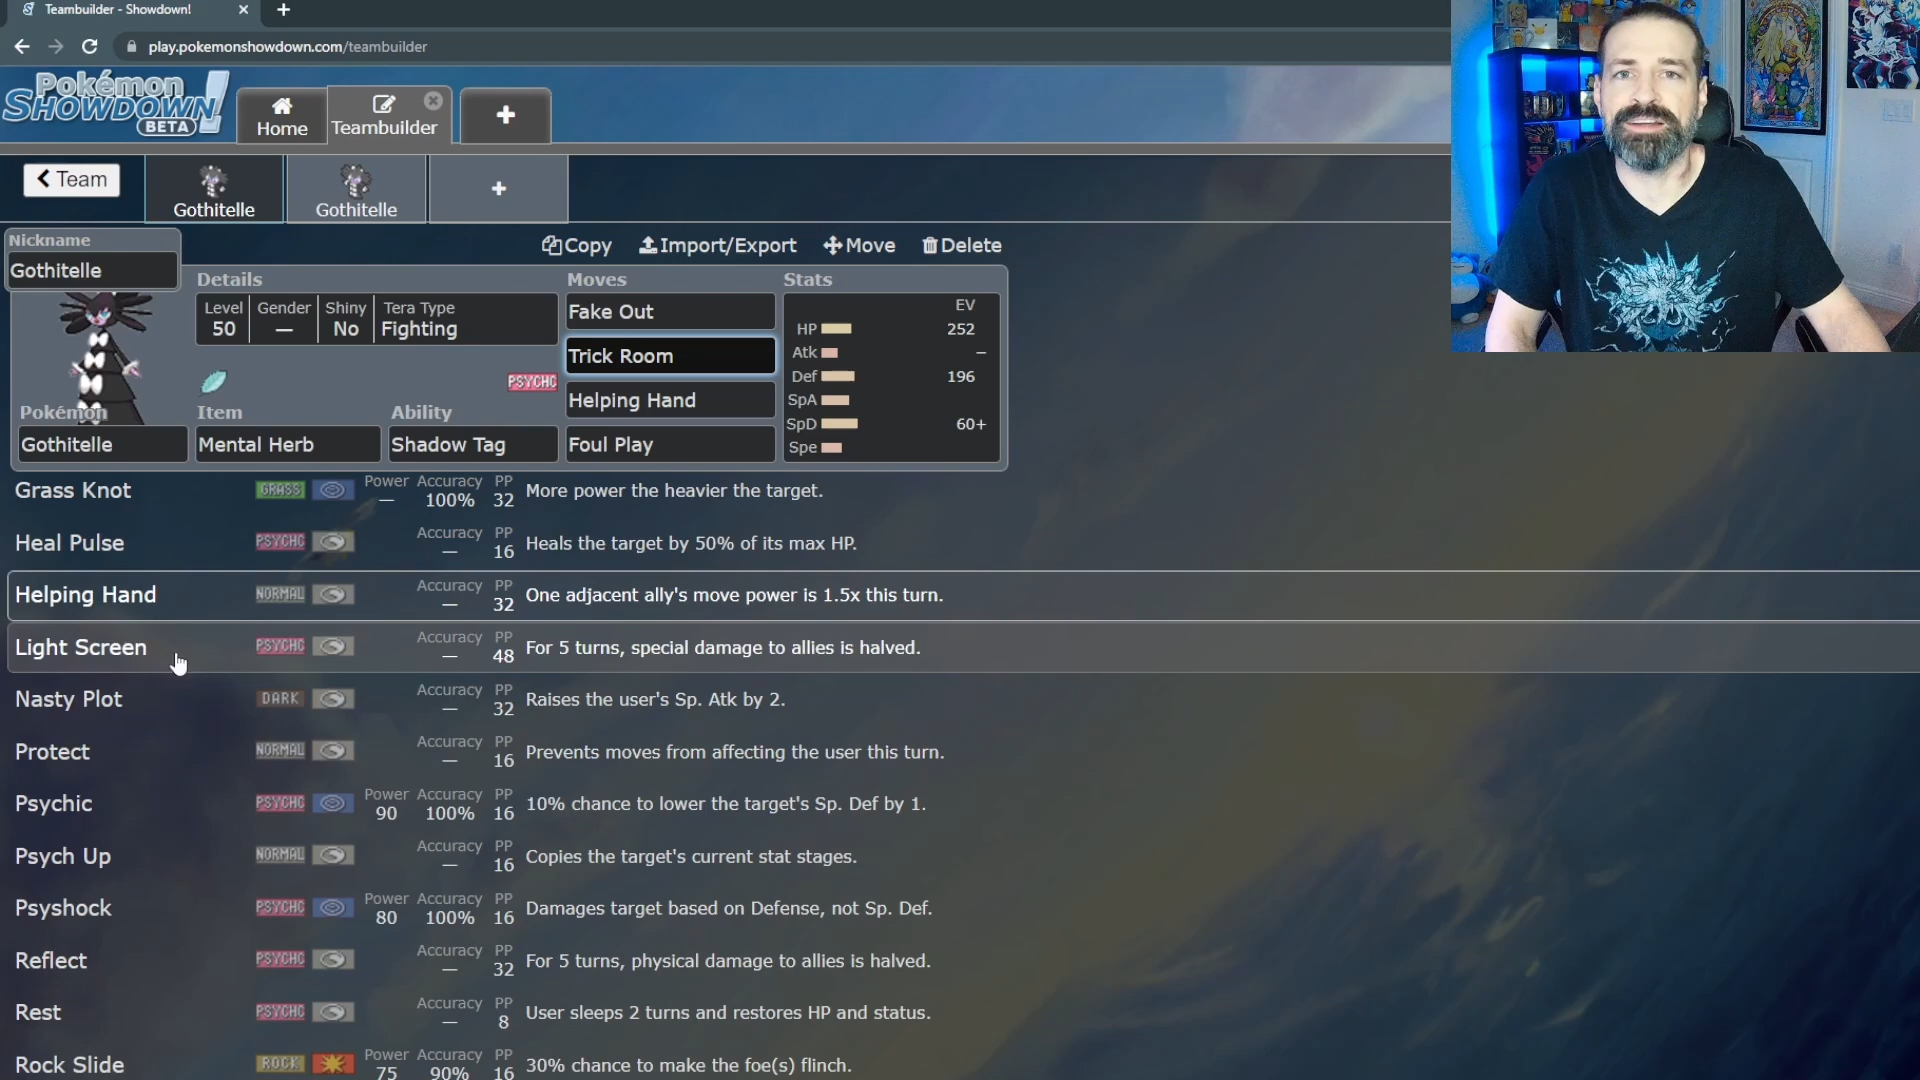 Teambuilder - Showdown!
play.pokemonshowdown.com/teambuilder
Pokémon SHOWDOWN! BETA
Home
Teambuilder
+
Team
Gothitelle
Gothitelle
+
Nickname
Gothitelle
Copy
Import/Export
Move
Delete
Details
Level
50
Gender
—
Shiny
No
Tera Type
Fighting
PSYCHC
Pokémon
Gothitelle
Item
Mental Herb
Ability
Shadow Tag
Moves
Fake Out
Trick Room
Helping Hand
Foul Play
Stats
EV
HP 252
Atk –
Def 196
SpA
SpD 60+
Spe
Grass Knot GRASS Power — Accuracy 100% PP 32 More power the heavier the target.
Heal Pulse PSYCHC Accuracy — PP 16 Heals the target by 50% of its max HP.
Helping Hand NORMAL Accuracy — PP 32 One adjacent ally's move power is 1.5x this turn.
Light Screen PSYCHC Accuracy — PP 48 For 5 turns, special damage to allies is halved.
Nasty Plot DARK Accuracy — PP 32 Raises the user's Sp. Atk by 2.
Protect NORMAL Accuracy — PP 16 Prevents moves from affecting the user this turn.
Psychic PSYCHC Power 90 Accuracy 100% PP 16 10% chance to lower the target's Sp. Def by 1.
Psych Up NORMAL Accuracy — PP 16 Copies the target's current stat stages.
Psyshock PSYCHC Power 80 Accuracy 100% PP 16 Damages target based on Defense, not Sp. Def.
Reflect PSYCHC Accuracy — PP 32 For 5 turns, physical damage to allies is halved.
Rest PSYCHC Accuracy — PP 8 User sleeps 2 turns and restores HP and status.
Rock Slide ROCK Power 75 Accuracy 90% PP 16 30% chance to make the foe(s) flinch.